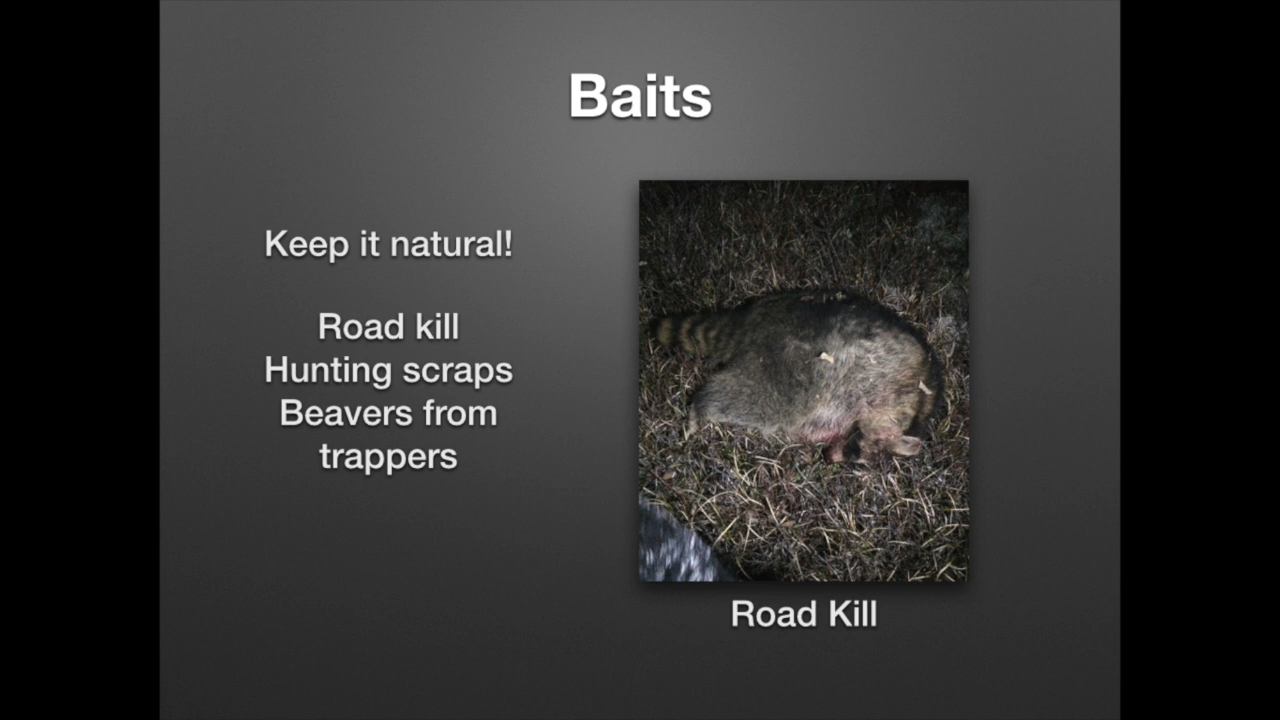 Baits
Keep it natural!
Road kill
Hunting scraps
Beavers from
trappers
Road Kill